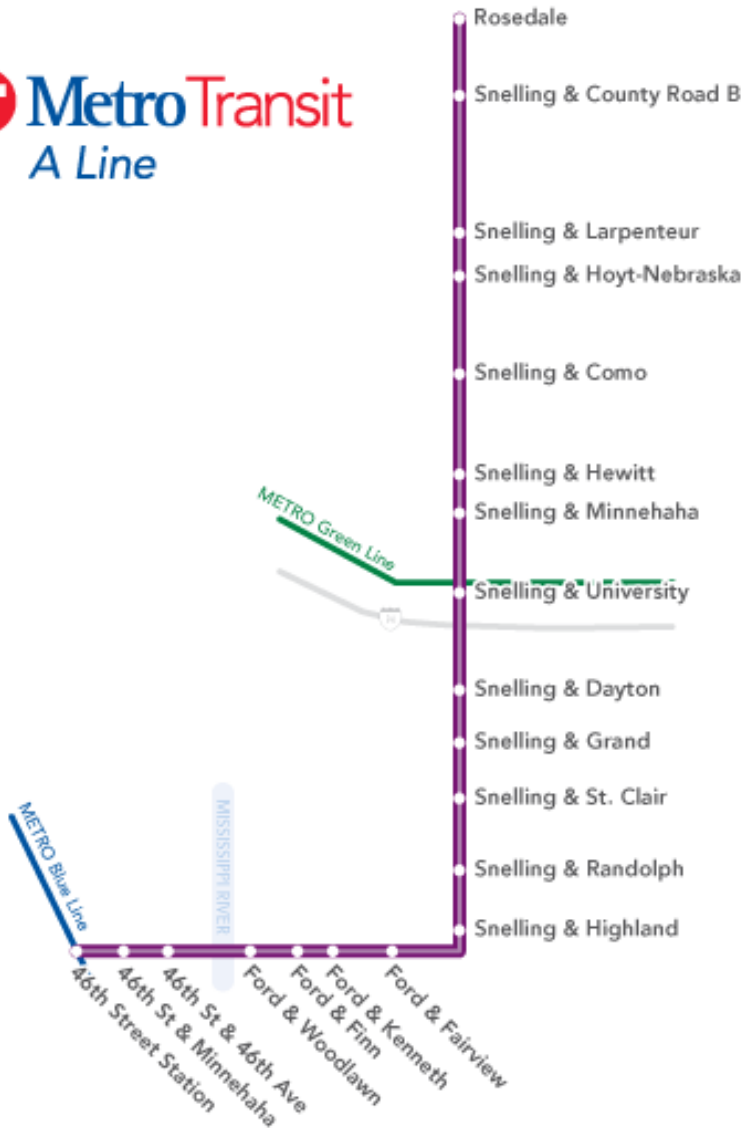 MetroTransit
A Line
Rosedale
Snelling & County Road B
Snelling & Larpenteur
Snelling & Hoyt-Nebraska
Snelling & Como
Snelling & Hewitt
METRO Green Line
Snelling & Minnehaha
Snelling & University
94
Snelling & Dayton
Snelling & Grand
Snelling & St. Clair
METRO Blue Line
MISSISSIPPI RIVER
Snelling & Randolph
Snelling & Highland
46th Street Station
46th St & Minnehaha
46th St & 46th Ave
Ford & Woodlawn
Ford & Finn
Ford & Kenneth
Ford & Fairview